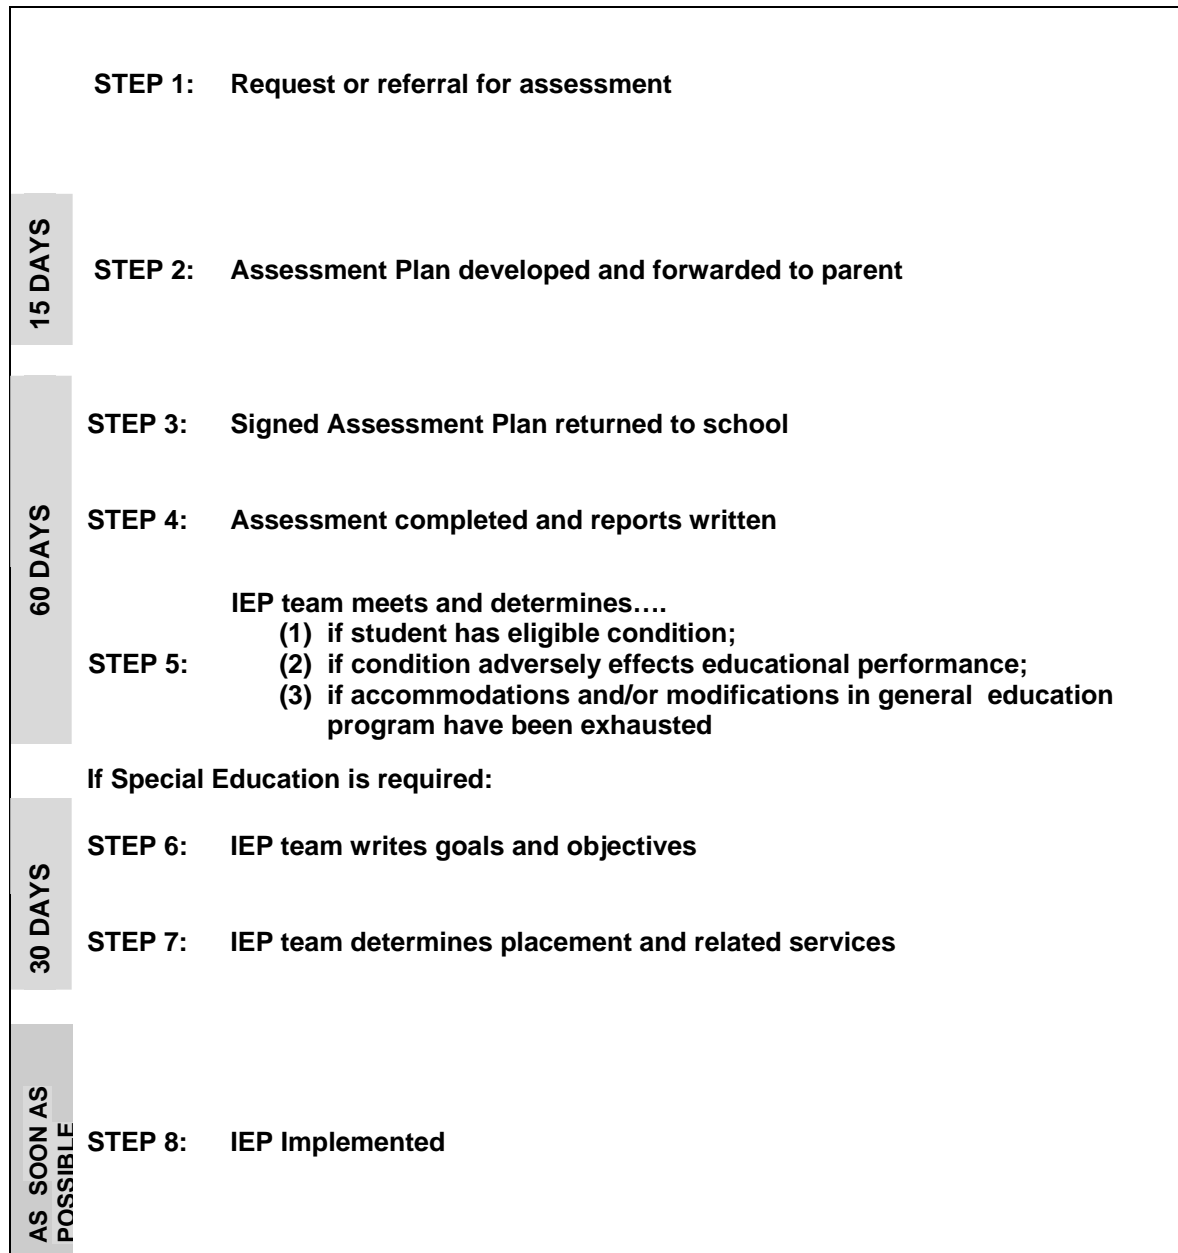 STEP 1: Request or referral for assessment
15 DAYS
STEP 2: Assessment Plan developed and forwarded to parent
60 DAYS
STEP 3: Signed Assessment Plan returned to school
STEP 4: Assessment completed and reports written
STEP 5:
IEP team meets and determines….
(1) if student has eligible condition;
(2) if condition adversely effects educational performance;
(3) if accommodations and/or modifications in general education
program have been exhausted
If Special Education is required:
30 DAYS
STEP 6: IEP team writes goals and objectives
STEP 7: IEP team determines placement and related services
AS SOON AS
POSSIBLE
STEP 8: IEP Implemented